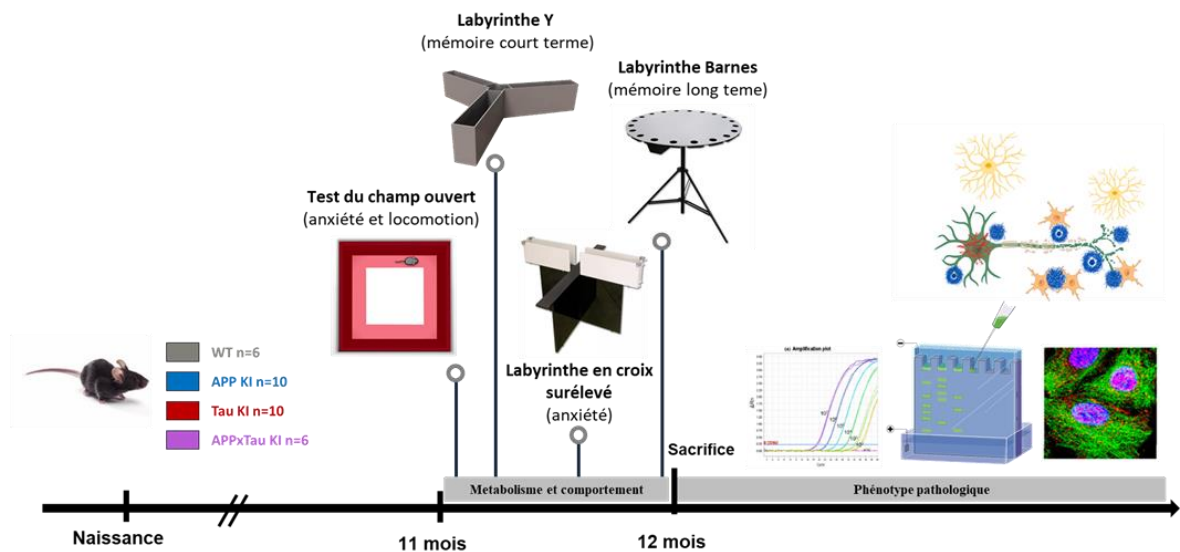 Labyrinthe Y
(mémoire court terme)
Labyrinthe Barnes
(mémoire long teme)
Test du champ ouvert
(anxiété et locomotion)
WT n=6
APP KI n=10
Tau KI n=10
APPxTau KI n=6
Labyrinthe en croix
surélevé
(anxiété)
Sacrifice
Amplification plot
Metabolisme et comportement
Phénotype pathologique
Naissance
11 mois
12 mois